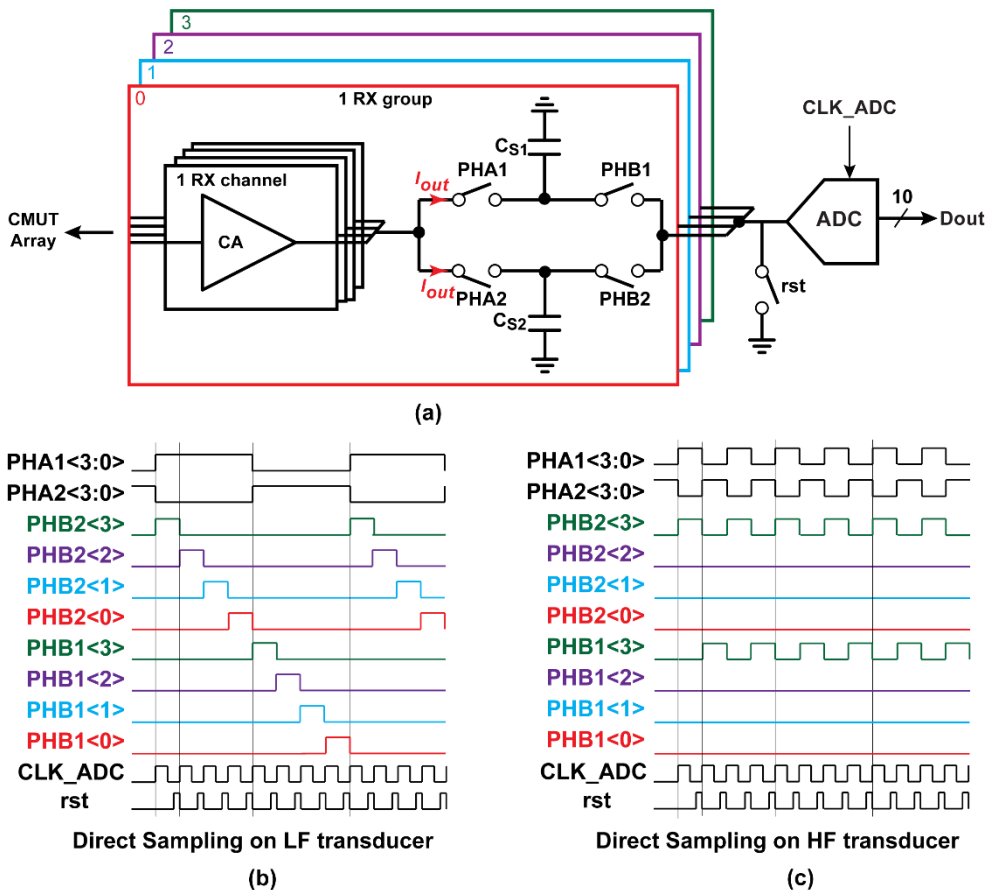 3
2
1
0
1 RX group
CLK_ADC
CS1
PHA1
PHB1
Iout
1 RX channel
10
CMUT
Array
CA
ADC
Dout
Iout
PHA2
PHB2
rst
CS2
(a)
PHA1<3:0>
PHA2<3:0>
PHB2<3>
PHB2<2>
PHB2<1>
PHB2<0>
PHB1<3>
PHB1<2>
PHB1<1>
PHB1<0>
CLK_ADC
rst
Direct Sampling on LF transducer
(b)
PHA1<3:0>
PHA2<3:0>
PHB2<3>
PHB2<2>
PHB2<1>
PHB2<0>
PHB1<3>
PHB1<2>
PHB1<1>
PHB1<0>
CLK_ADC
rst
Direct Sampling on HF transducer
(c)